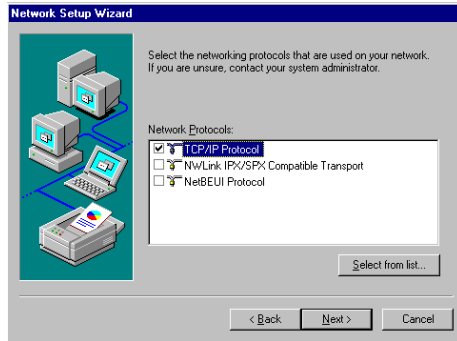 Network Setup Wizard
Select the networking protocols that are used on your network.
If you are unsure, contact your system administrator.
Network Protocols:
TCP/IP Protocol
NWLink IPX/SPX Compatible Transport
NetBEUI Protocol
Select from list...
< Back Next > Cancel